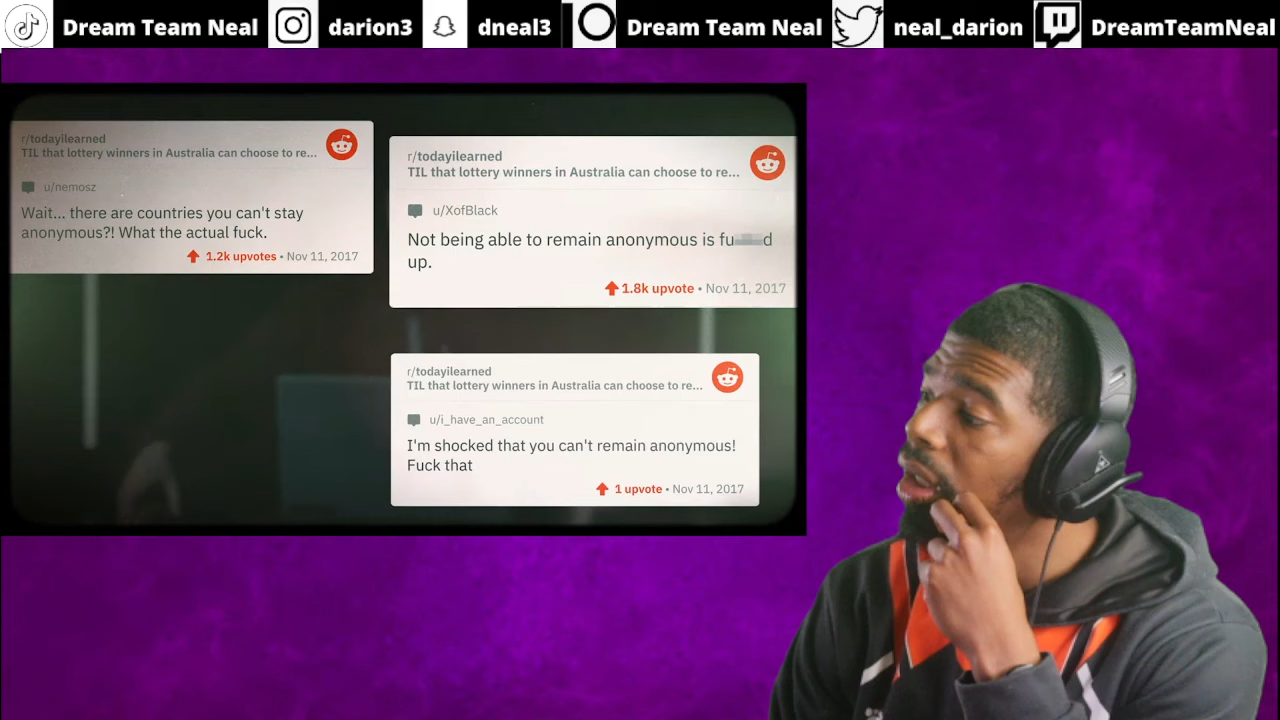 Dream Team Neal darion3 dneal3 Dream Team Neal neal_darion DreamTeamNeal
r/todayilearned
TIL that lottery winners in Australia can choose to re...
u/nemosz
Wait... there are countries you can't stay
anonymous?! What the actual fuck.
1.2k upvotes • Nov 11, 2017
r/todayilearned
TIL that lottery winners in Australia can choose to re...
u/XofBlack
Not being able to remain anonymous is fu d
up.
1.8k upvote • Nov 11, 2017
r/todayilearned
TIL that lottery winners in Australia can choose to re...
u/i_have_an_account
I'm shocked that you can't remain anonymous!
Fuck that
1 upvote • Nov 11, 2017